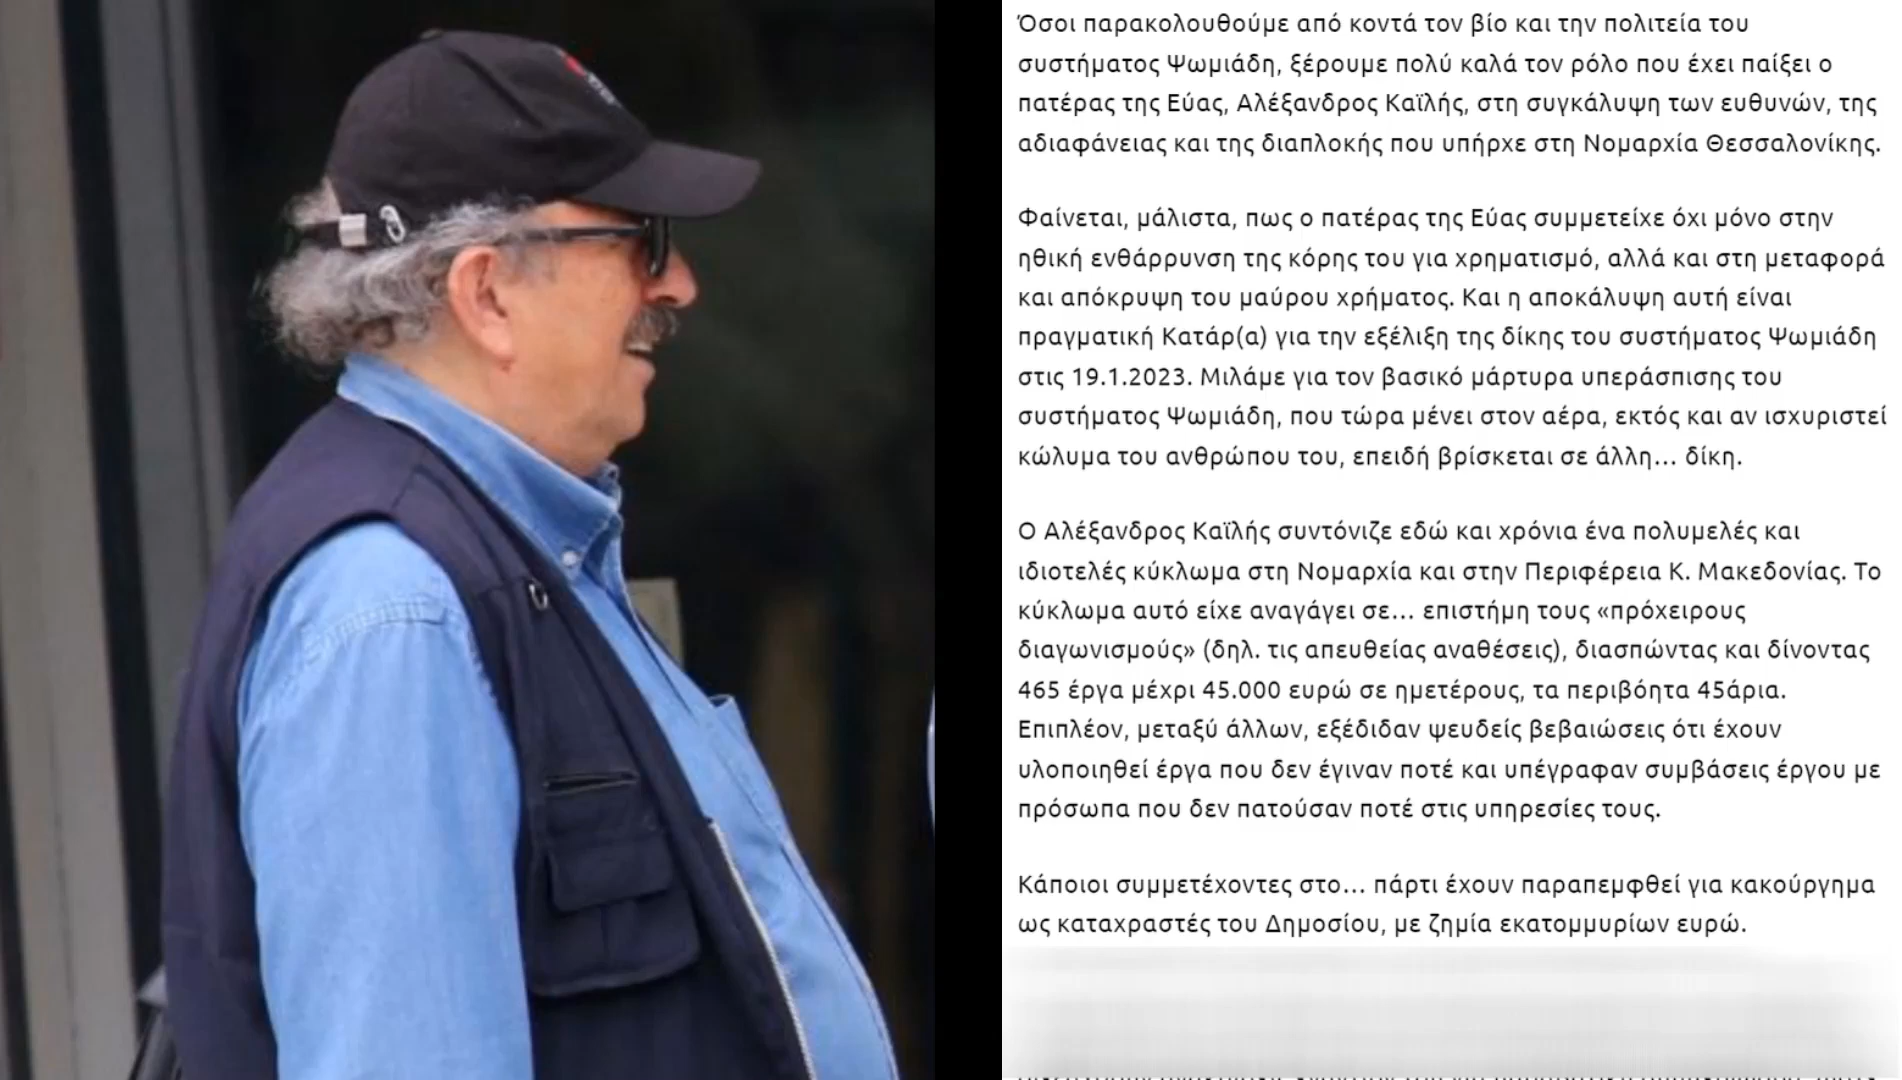 Όσοι παρακολουθούμε από κοντά τον βίο και την πολιτεία του
συστήματος Ψωμιάδη, ξέρουμε πολύ καλά τον ρόλο που έχει παίξει ο
πατέρας της Εύας, Αλέξανδρος Καϊλής, στη συγκάλυψη των ευθυνών, της
αδιαφάνειας και της διαπλοκής που υπήρχε στη Νομαρχία Θεσσαλονίκης.
Φαίνεται, μάλιστα, πως ο πατέρας της Εύας συμμετείχε όχι μόνο στην
ηθική ενθάρρυνση της κόρης του για χρηματισμό, αλλά και στη μεταφορά
και απόκρυψη του μαύρου χρήματος. Και η αποκάλυψη αυτή είναι
πραγματική Κατάρ(α) για την εξέλιξη της δίκης του συστήματος Ψωμιάδη
στις 19.1.2023. Μιλάμε για τον βασικό μάρτυρα υπεράσπισης του
συστήματος Ψωμιάδη, που τώρα μένει στον αέρα, εκτός και αν ισχυριστεί
κώλυμα του ανθρώπου του, επειδή βρίσκεται σε άλλη… δίκη.
Ο Αλέξανδρος Καϊλής συντόνιζε εδώ και χρόνια ένα πολυμελές και
ιδιοτελές κύκλωμα στη Νομαρχία και στην Περιφέρεια Κ. Μακεδονίας. Το
κύκλωμα αυτό είχε αναγάγει σε… επιστήμη τους «πρόχειρους
διαγωνισμούς» (δηλ. τις απευθείας αναθέσεις), διασπώντας και δίνοντας
465 έργα μέχρι 45.000 ευρώ σε ημετέρους, τα περιβόητα 45άρια.
Επιπλέον, μεταξύ άλλων, εξέδιδαν ψευδείς βεβαιώσεις ότι έχουν
υλοποιηθεί έργα που δεν έγιναν ποτέ και υπέγραφαν συμβάσεις έργου με
πρόσωπα που δεν πατούσαν ποτέ στις υπηρεσίες τους.
Κάποιοι συμμετέχοντες στο… πάρτι έχουν παραπεμφθεί για κακούργημα
ως καταχραστές του Δημοσίου, με ζημία εκατομμυρίων ευρώ.